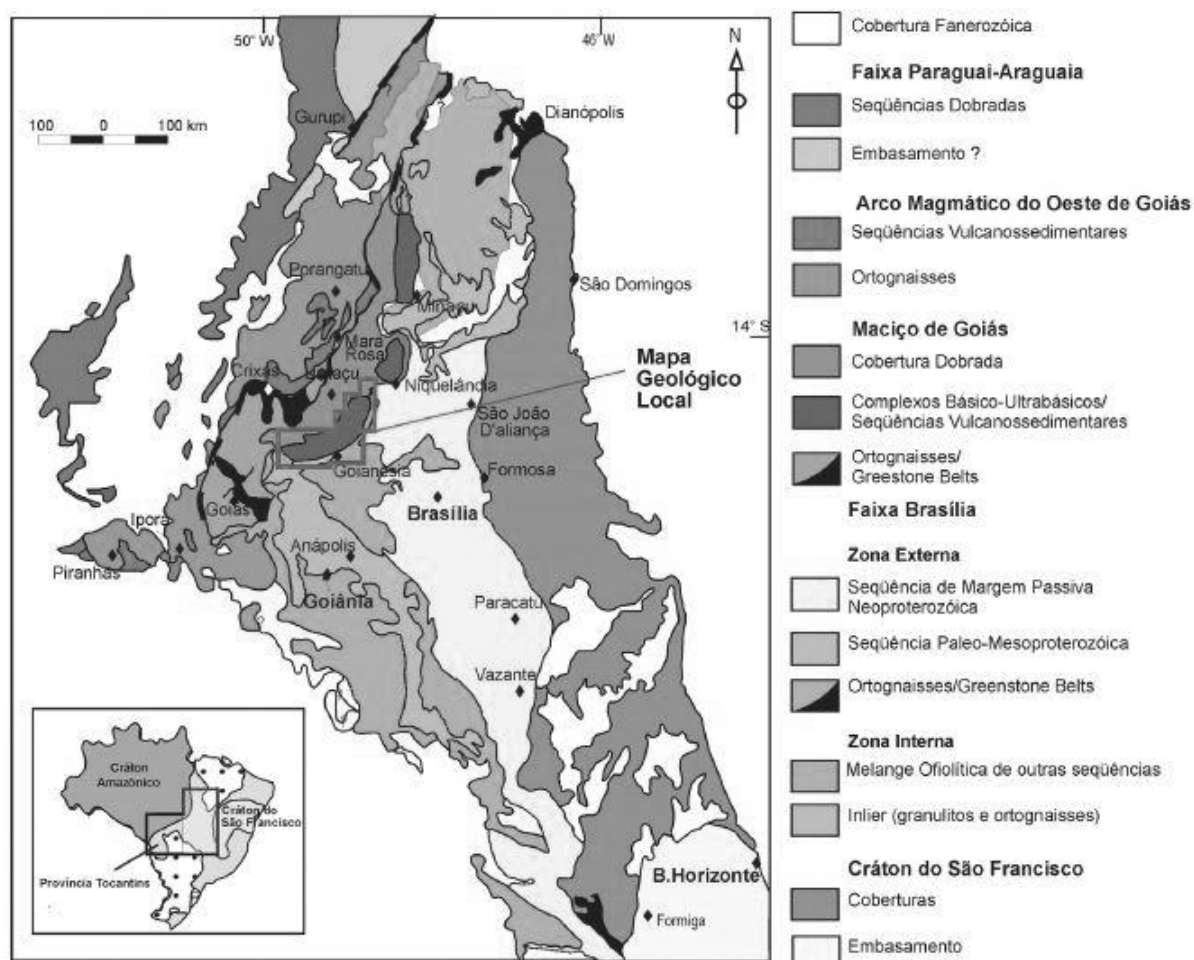 50° W
46°
N
100 0 100 km
Gurupi
Dianópolis
Porangatu
São Domingos
Minaçu
14° S
Mara
Rosa
Mapa
Geológico
Local
Crixás
Niquelândia
São João
D'aliança
Goianésia
Formosa
Goiás
Brasília
Iporá
Piranhas
Anápolis
Goiânia
Paracatu
Vazante
B.Horizonte
Formiga
Cráton
Amazônico
Cráton do
São Francisco
Província Tocantins
Cobertura Fanerozóica
Faixa Paraguai-Araguaia
Seqüências Dobradas
Embasamento ?
Arco Magmático do Oeste de Goiás
Seqüências Vulcanossedimentares
Ortognaisses
Maciço de Goiás
Cobertura Dobrada
Complexos Básico-Ultrabásicos/
Seqüências Vulcanossedimentares
Ortognaisses/
Greestone Belts
Faixa Brasília
Zona Externa
Seqüência de Margem Passiva
Neoproterozóica
Seqüência Paleo-Mesoproterozóica
Ortognaisses/Greenstone Belts
Zona Interna
Melange Ofiolítica de outras seqüências
Inlier (granulitos e ortognaisses)
Cráton do São Francisco
Coberturas
Embasamento